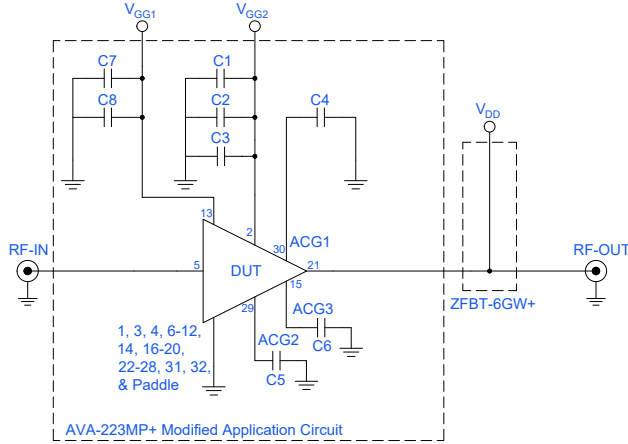 VGG1
VGG2
C7
C1
C8
C2
C4
C3
VDD
13
2
30
ACG1
RF-IN
5
DUT
21
RF-OUT
15
29
ACG3
ZFBT-6GW+
1, 3, 4, 6-12,
14, 16-20,
22-28, 31, 32,
& Paddle
ACG2
C6
C5
AVA-223MP+ Modified Application Circuit